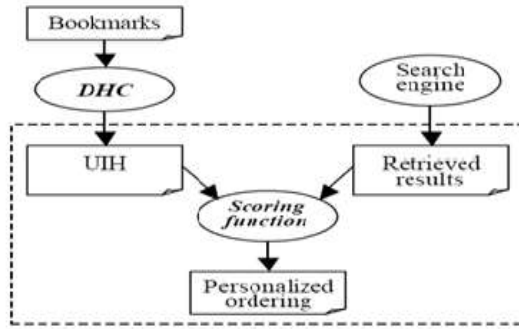 Bookmarks
DHC
Search
engine
UIH
Retrieved
results
Scoring
function
Personalized
ordering